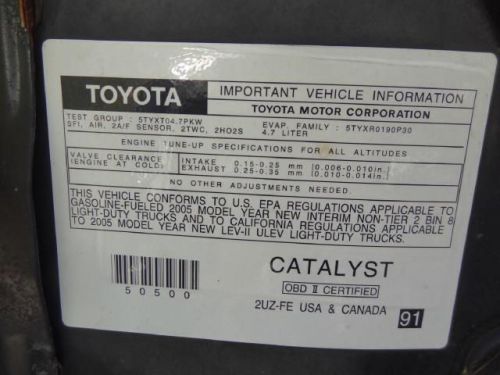 TOYOTA
IMPORTANT VEHICLE INFORMATION
TOYOTA MOTOR CORPORATION
TEST GROUP : 5TYXT04.7PKW EVAP. FAMILY : 5TYXR0190P30
SFI, AIR, 2A/F SENSOR, 2TWC, 2HO2S 4.7 LITER
ENGINE TUNE-UP SPECIFICATIONS FOR ALL ALTITUDES
VALVE CLEARANCE INTAKE 0.15-0.25 mm [0.006-0.010in.]
(ENGINE AT COLD) EXHAUST 0.25-0.35 mm [0.010-0.014in.]
NO OTHER ADJUSTMENTS NEEDED.
THIS VEHICLE CONFORMS TO U.S. EPA REGULATIONS APPLICABLE TO
GASOLINE-FUELED 2005 MODEL YEAR NEW INTERIM NON-TIER 2 BIN 8
LIGHT-DUTY TRUCKS AND TO CALIFORNIA REGULATIONS APPLICABLE
TO 2005 MODEL YEAR NEW LEV-II ULEV LIGHT-DUTY TRUCKS.
50500
CATALYST
OBD II CERTIFIED
2UZ-FE USA & CANADA 91